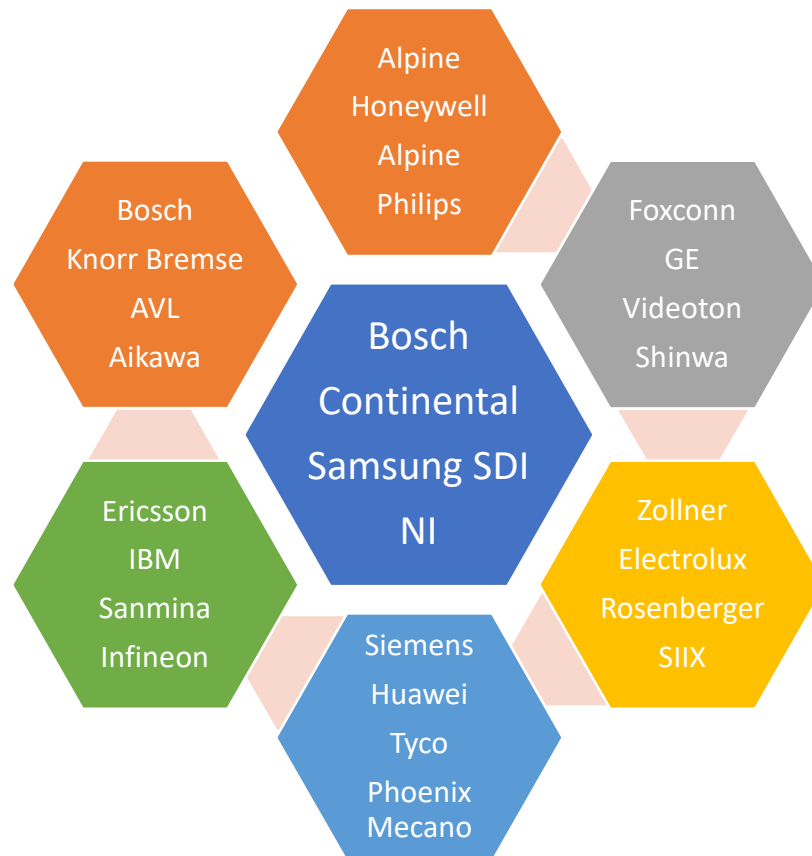 Alpine
Honeywell
Alpine
Philips
Bosch
Knorr Bremse
AVL
Aikawa
Foxconn
GE
Videoton
Shinwa
Bosch
Continental
Samsung SDI
NI
Ericsson
IBM
Sanmina
Infineon
Zollner
Electrolux
Rosenberger
SIIX
Siemens
Huawei
Tyco
Phoenix
Mecano